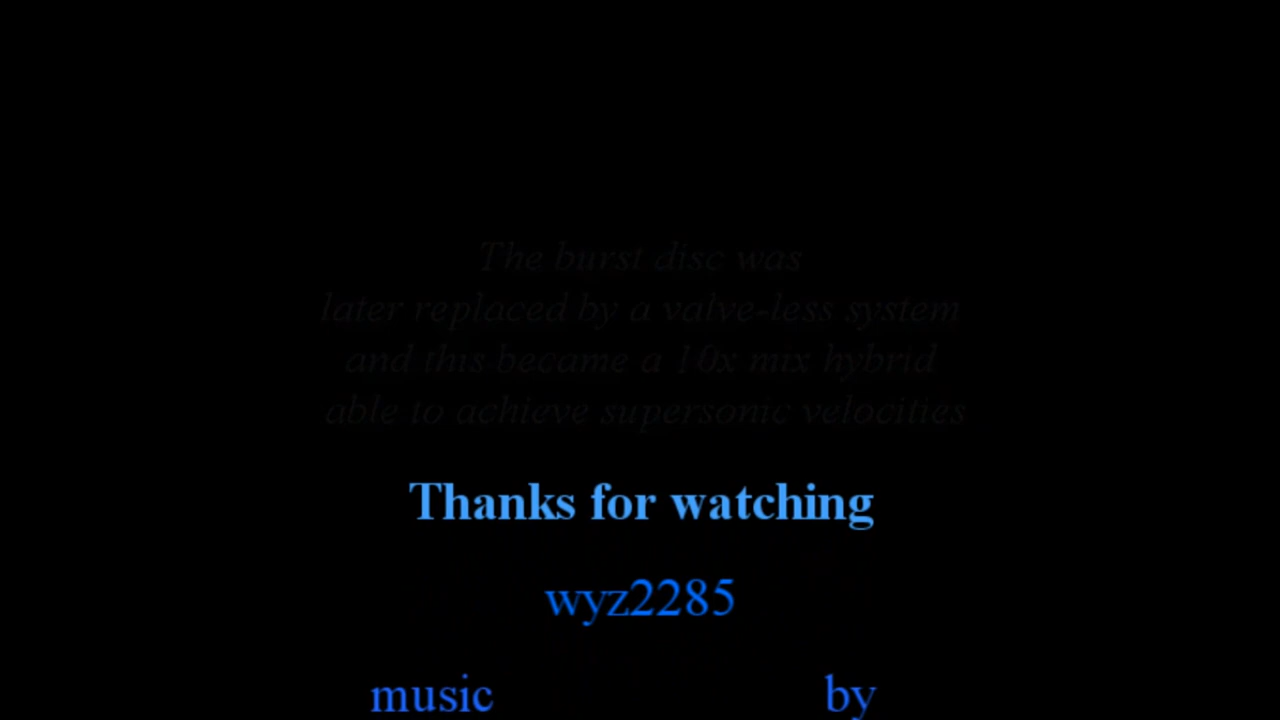 The burst disc was
later replaced by a valve-less system
and this became a 10x mix hybrid
able to achieve supersonic velocities
Thanks for watching
wyz2285
music by